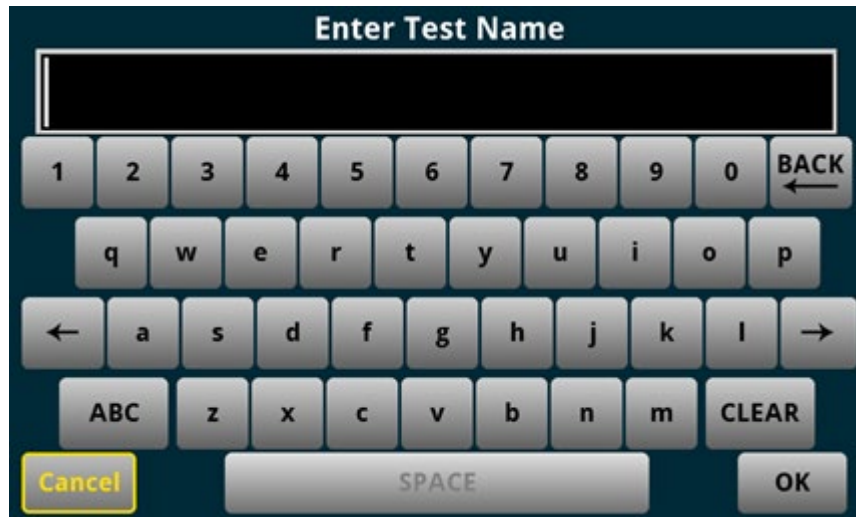 Enter Test Name
1 2 3 4 5 6 7 8 9 0 BACK
←
q w e r t y u i o p
← a s d f g h j k l →
ABC z x c v b n m CLEAR
Cancel SPACE OK